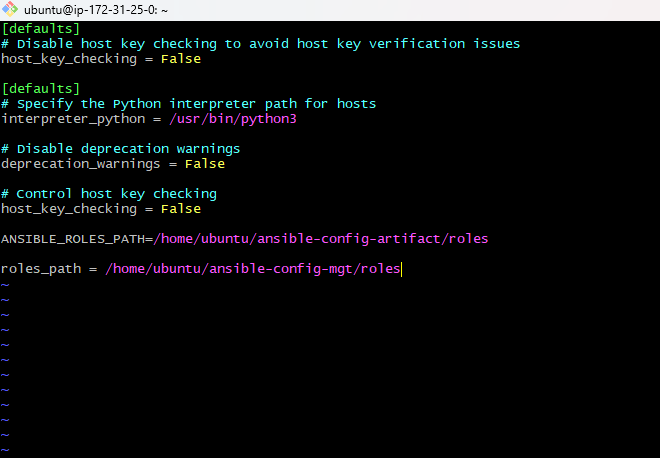 ubuntu@ip-172-31-25-0: ~
[defaults]
# Disable host key checking to avoid host key verification issues
host_key_checking = False
[defaults]
# Specify the Python interpreter path for hosts
interpreter_python = /usr/bin/python3
# Disable deprecation warnings
deprecation_warnings = False
# Control host key checking
host_key_checking = False
ANSIBLE_ROLES_PATH=/home/ubuntu/ansible-config-artifact/roles
roles_path = /home/ubuntu/ansible-config-mgt/roles
~
~
~
~
~
~
~
~
~
~
~
~